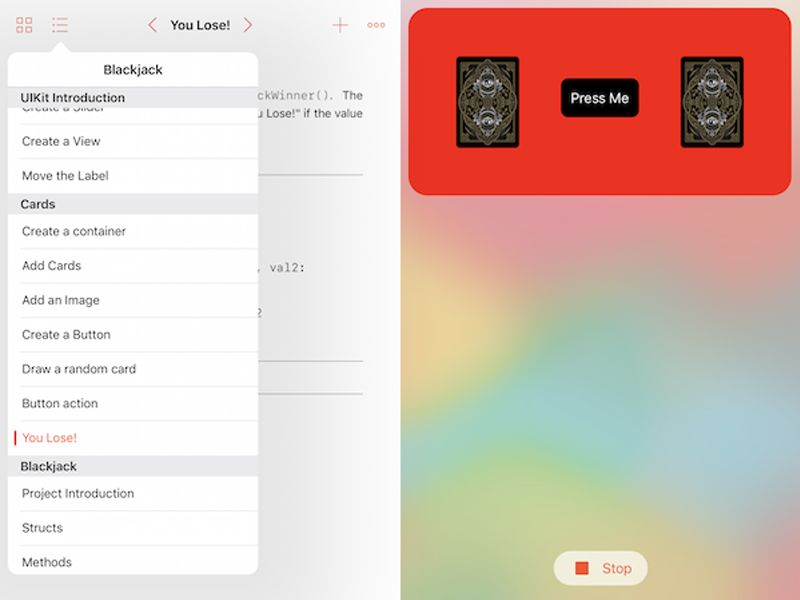 You Lose!
Blackjack
UIKit Introduction
Create a Slider
Create a View
Move the Label
Cards
Create a container
Add Cards
Add an Image
Create a Button
Draw a random card
Button action
You Lose!
Blackjack
Project Introduction
Structs
Methods
ckWinner(). The
u Lose!" if the value
, val2:
2
Press Me
Stop